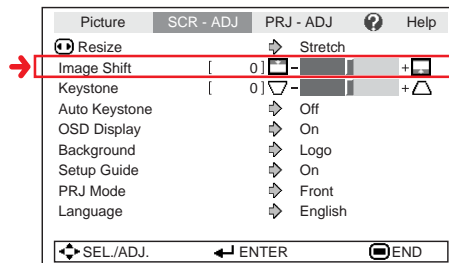 Picture SCR - ADJ PRJ - ADJ ? Help
Resize Stretch
Image Shift [ 0 ] - +
Keystone [ 0 ] - +
Auto Keystone Off
OSD Display On
Background Logo
Setup Guide On
PRJ Mode Front
Language English
SEL./ADJ. ENTER END